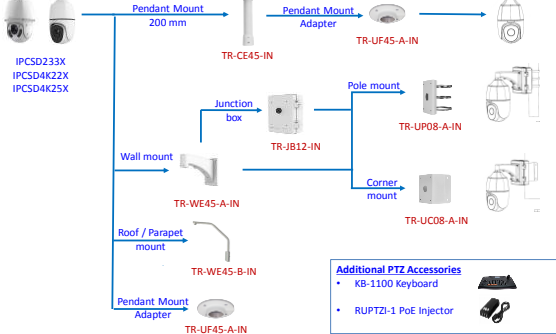 Pendant Mount
200 mm
Pendant Mount
Adapter
TR-CE45-IN
TR-UF45-A-IN
IPCSD233X
IPCSD4K22X
IPCSD4K25X
Junction
box
TR-JB12-IN
Pole mount
TR-UP08-A-IN
Wall mount
TR-WE45-A-IN
Corner
mount
TR-UC08-A-IN
Roof / Parapet
mount
TR-WE45-B-IN
Pendant Mount
Adapter
TR-UF45-A-IN
Additional PTZ Accessories
• KB-1100 Keyboard
• RUPTZI-1 PoE Injector